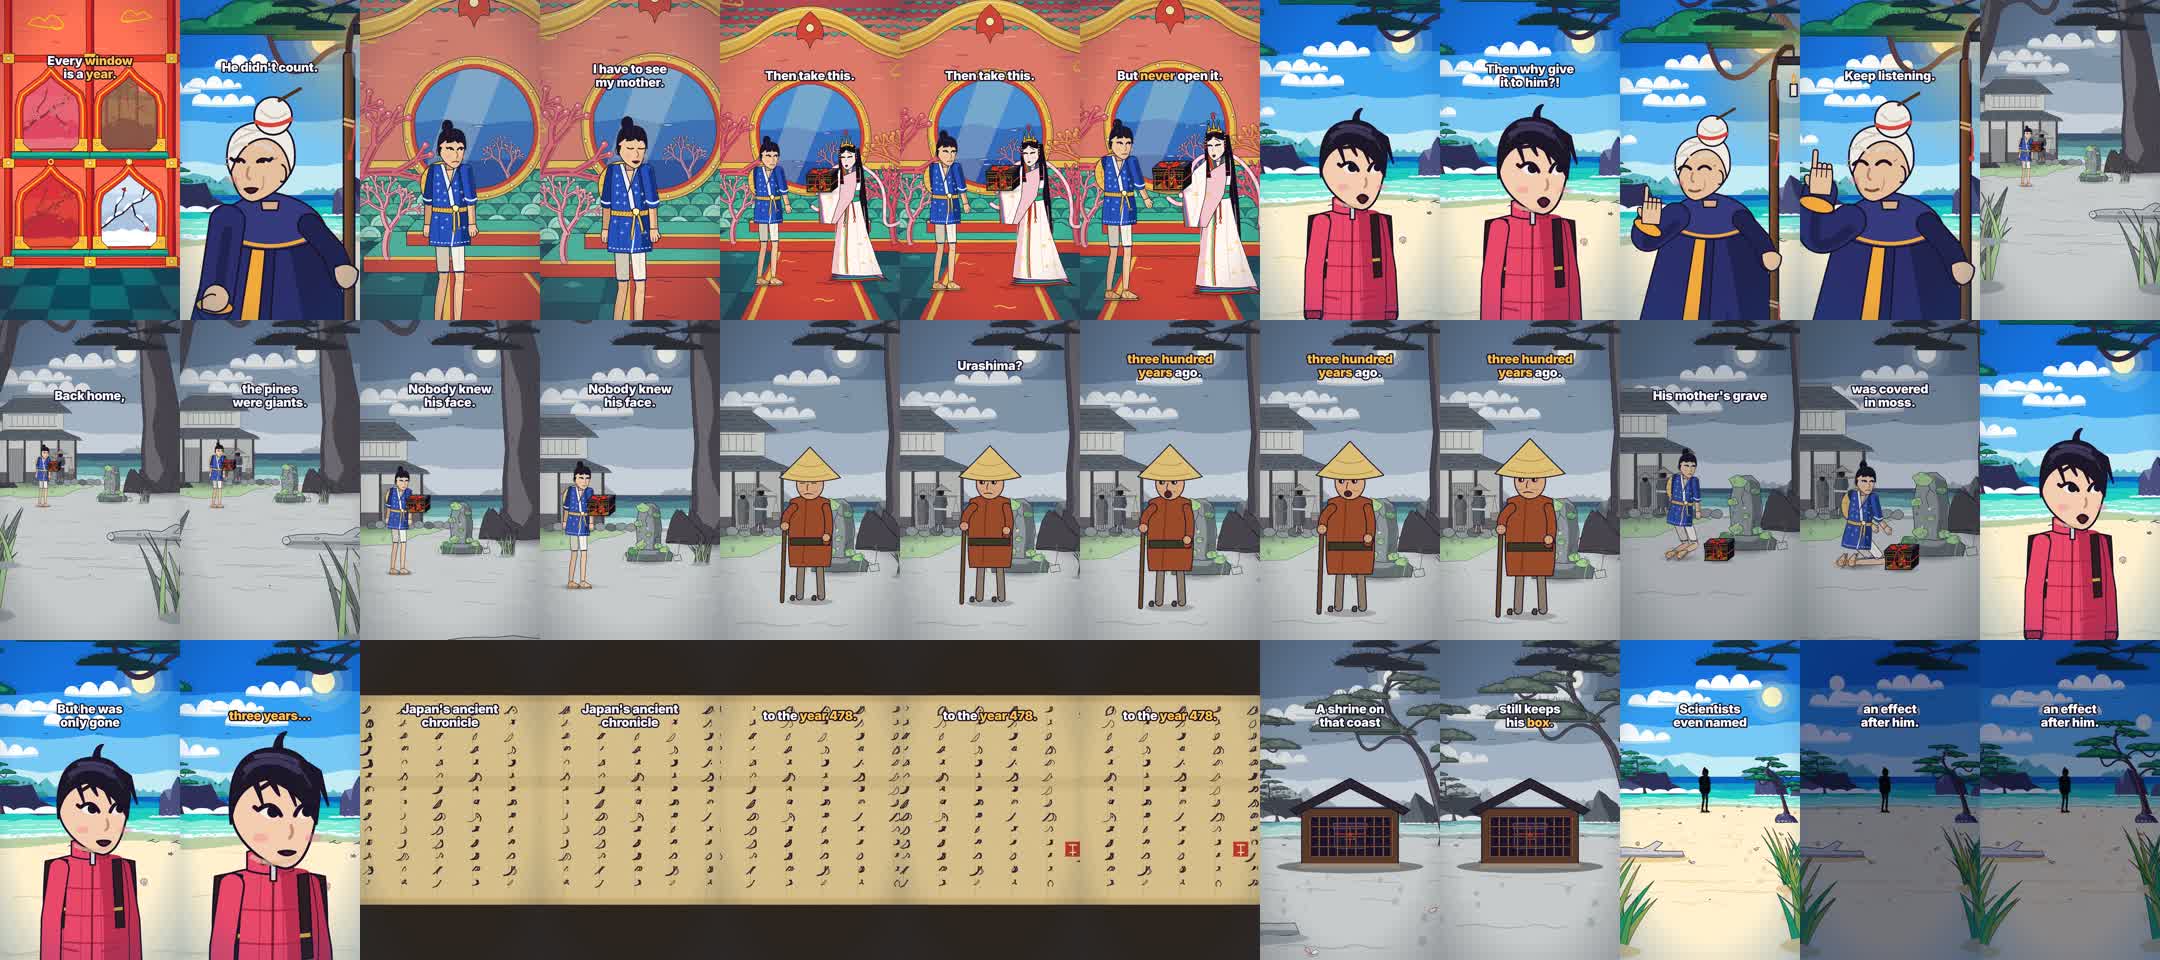 Every window
is a year.
He didn't count.
I have to see
my mother.
Then take this.
Then take this.
But never open it.
Then why give
it to him?!
Keep listening.
Back home,
the pines
were giants.
Nobody knew
his face.
Nobody knew
his face.
Urashima?
three hundred
years ago.
three hundred
years ago.
three hundred
years ago.
His mother's grave
was covered
in moss.
But he was
only gone
three years...
Japan's ancient
chronicle
Japan's ancient
chronicle
to the year 478.
to the year 478.
to the year 478.
A shrine on
that coast
still keeps
his box.
Scientists
even named
an effect
after him.
an effect
after him.